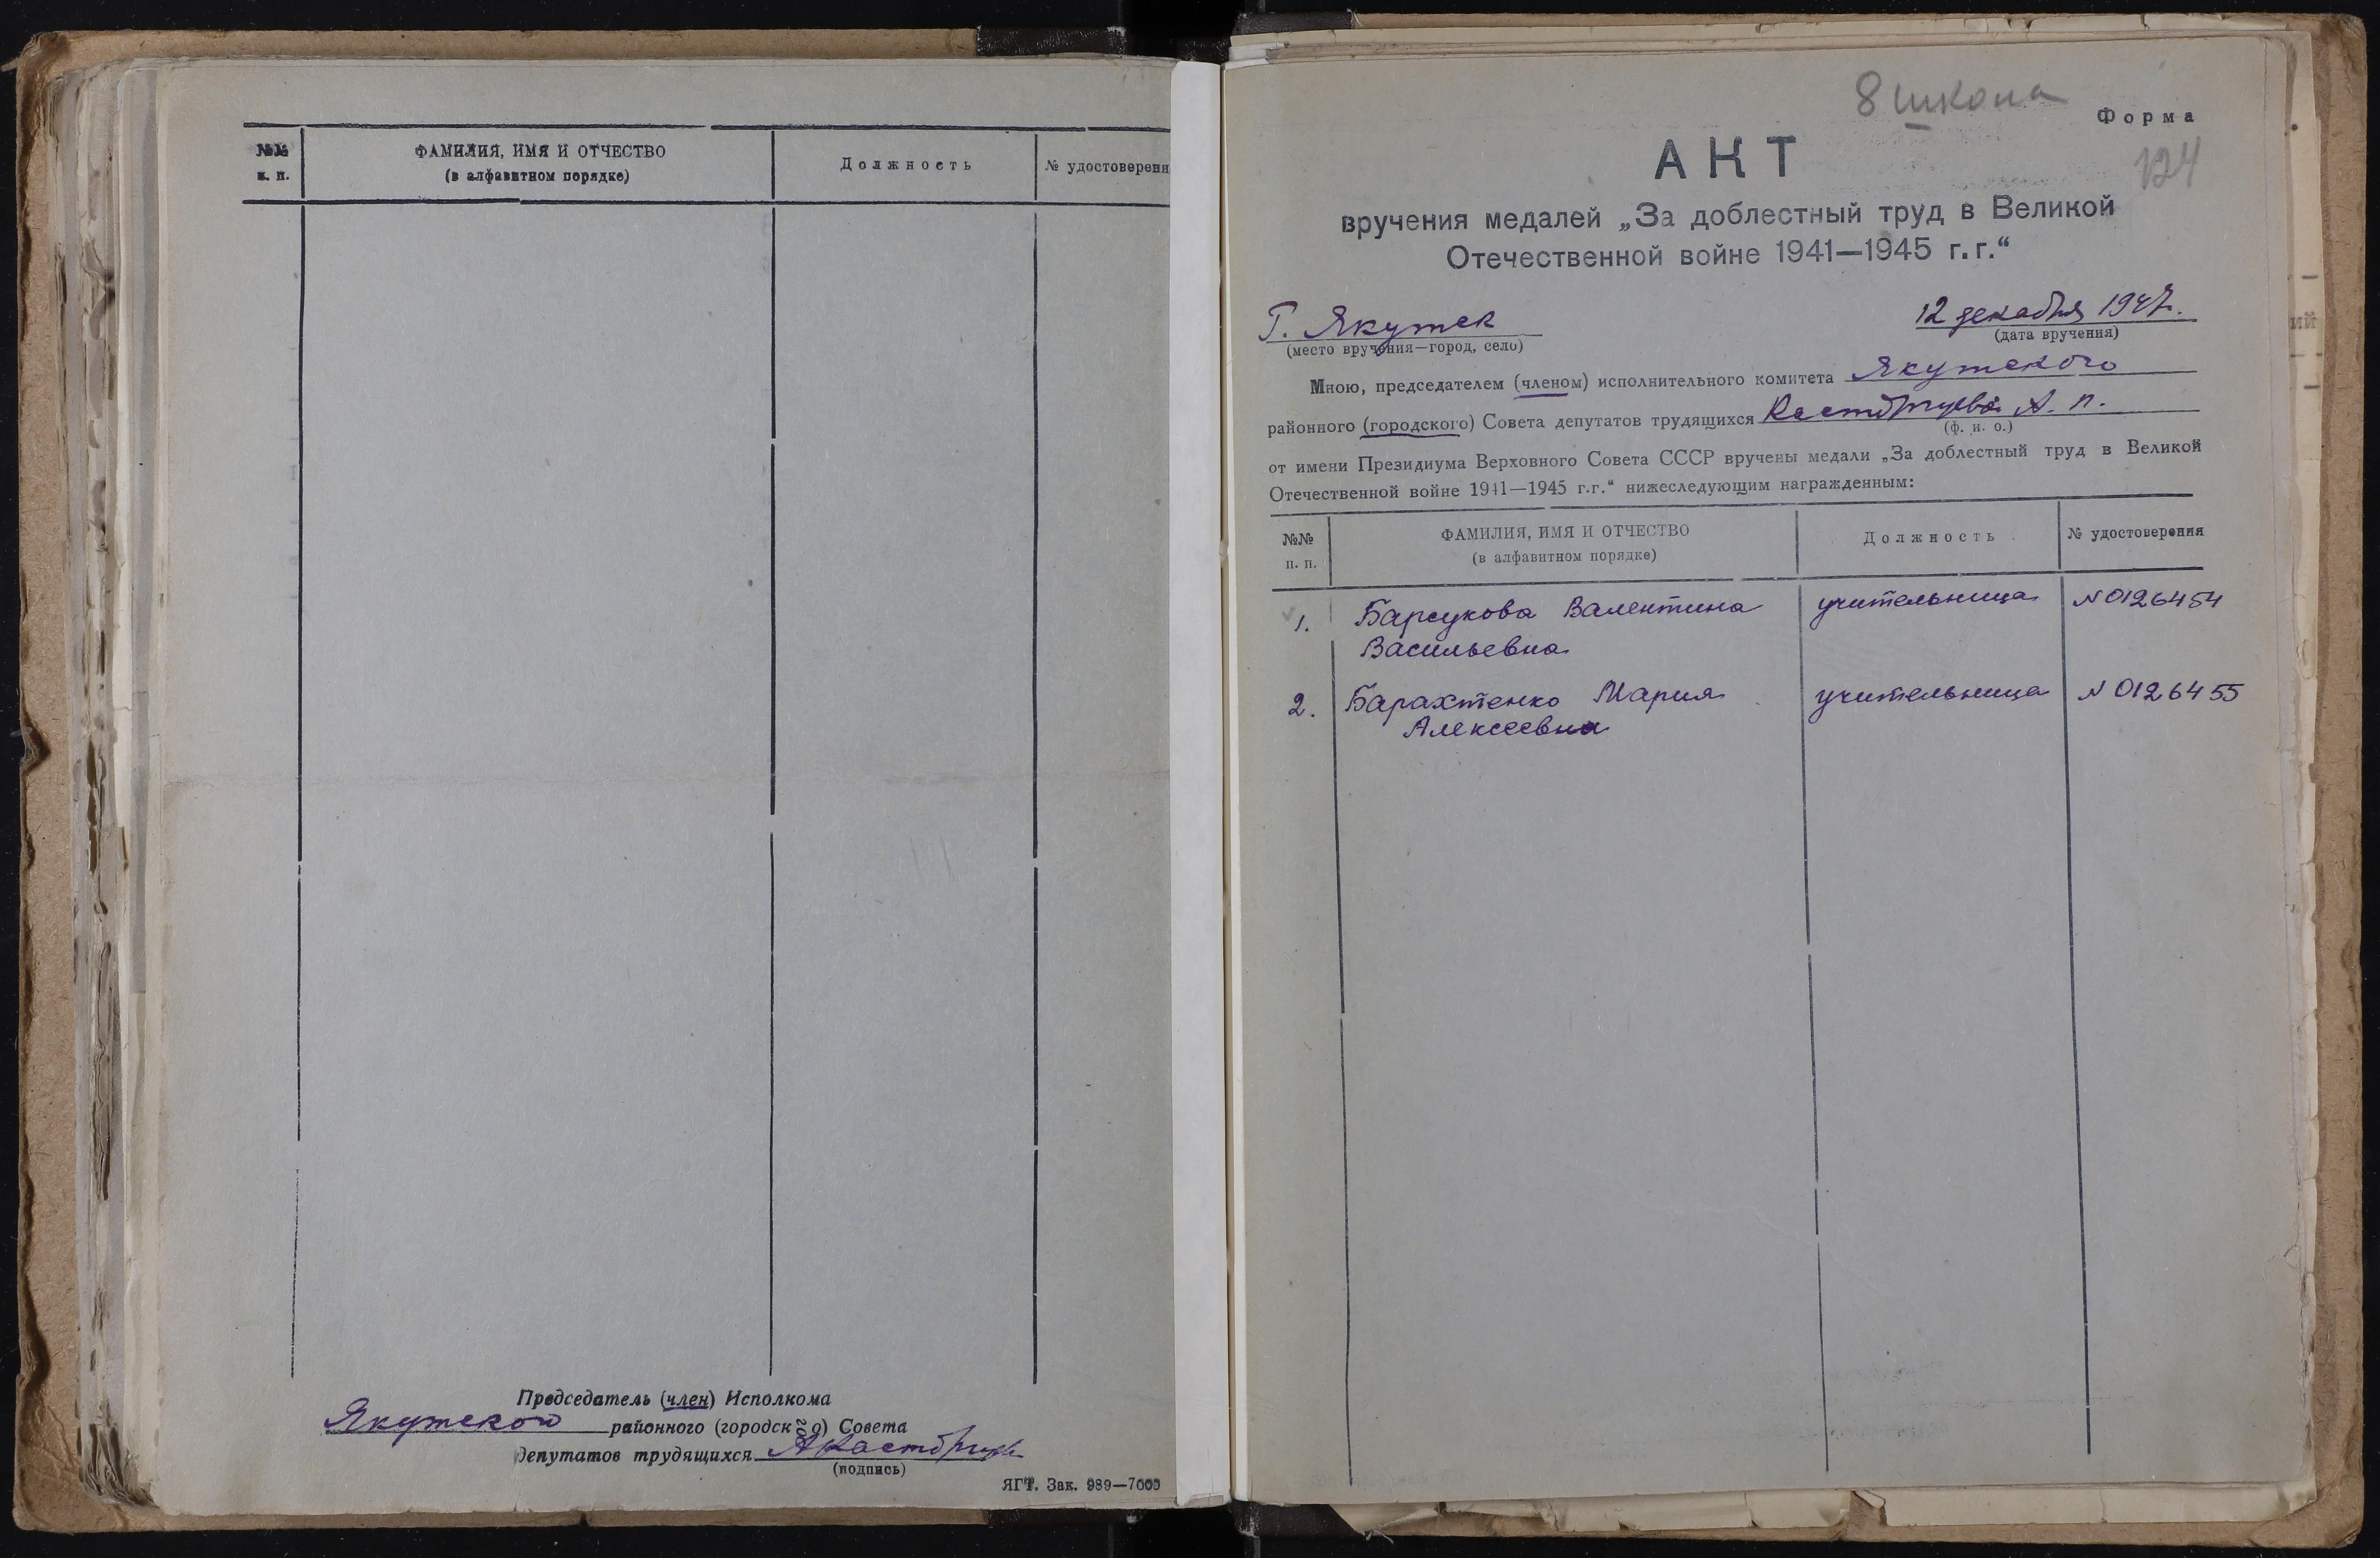 №№
п. п.
ФАМИЛИЯ, ИМЯ И ОТЧЕСТВО
(в алфавитном порядке)
Должность
№ удостоверени
Председатель (член) Исполкома
Якутского районного (городского) Совета
депутатов трудящихся
(подпись)
ЯГТ. Зак. 989—7000
8 школа
Форма
124
АКТ
вручения медалей „За доблестный труд в Великой
Отечественной войне 1941—1945 г.г.“
Г. Якутск
12 декабря 1947.
(место вручения—город, село)
(дата вручения)
Мною, председателем (членом) исполнительного комитета Якутского
районного (городского) Совета депутатов трудящихся А. П.
(ф. и. о.)
от имени Президиума Верховного Совета СССР вручены медали „За доблестный труд в Великой
Отечественной войне 1941—1945 г.г.“ нижеследующим награжденным:
№№
п. п.
ФАМИЛИЯ, ИМЯ И ОТЧЕСТВО
(в алфавитном порядке)
Должность
№ удостоверения
1. Барсукова Валентина учительница N 0126454
Васильевна
2. Барахтенко Мария учительница N 0126455
Алексеевна